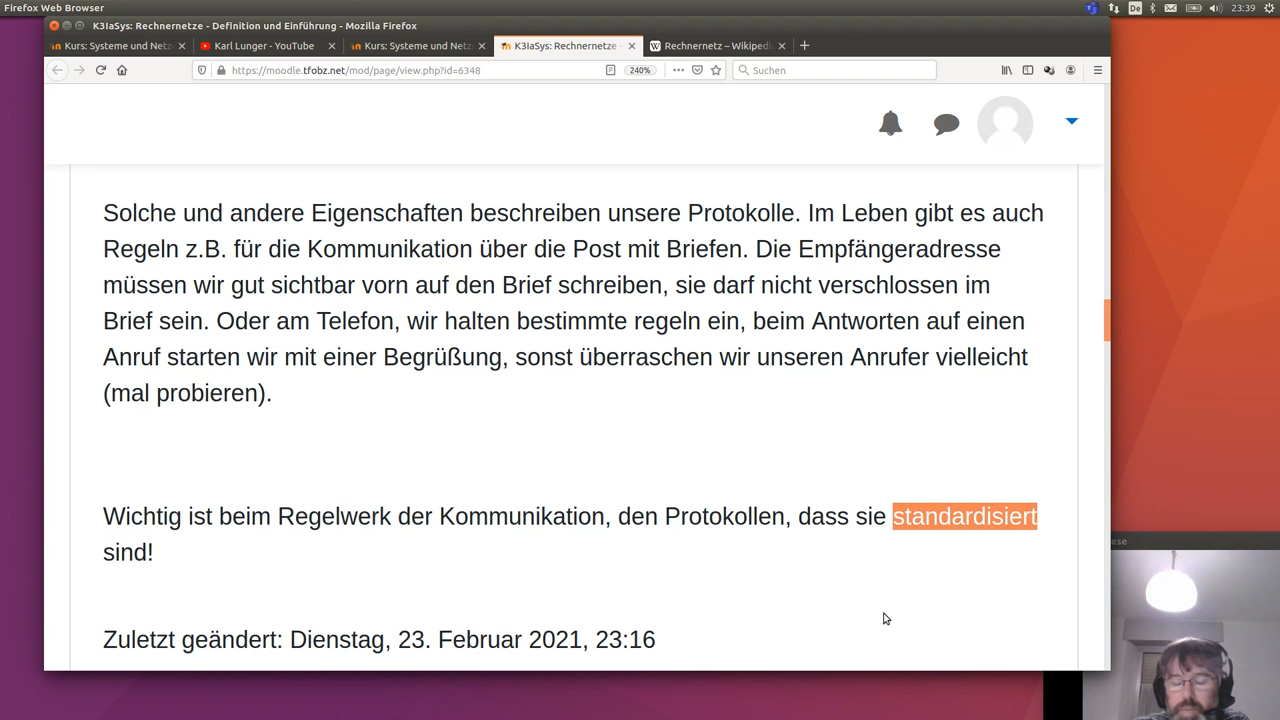 Firefox Web Browser
De
23:39
K3IaSys: Rechnernetze - Definition und Einführung - Mozilla Firefox
Kurs: Systeme und Netz
Karl Lunger - YouTube
Kurs: Systeme und Netz
K3IaSys: Rechnernetze -
Rechnernetz – Wikipedi
https://moodle.tfobz.net/mod/page/view.php?id=6348
240%
Suchen
Solche und andere Eigenschaften beschreiben unsere Protokolle. Im Leben gibt es auch
Regeln z.B. für die Kommunikation über die Post mit Briefen. Die Empfängeradresse
müssen wir gut sichtbar vorn auf den Brief schreiben, sie darf nicht verschlossen im
Brief sein. Oder am Telefon, wir halten bestimmte regeln ein, beim Antworten auf einen
Anruf starten wir mit einer Begrüßung, sonst überraschen wir unseren Anrufer vielleicht
(mal probieren).
Wichtig ist beim Regelwerk der Kommunikation, den Protokollen, dass sie standardisiert
sind!
Zuletzt geändert: Dienstag, 23. Februar 2021, 23:16